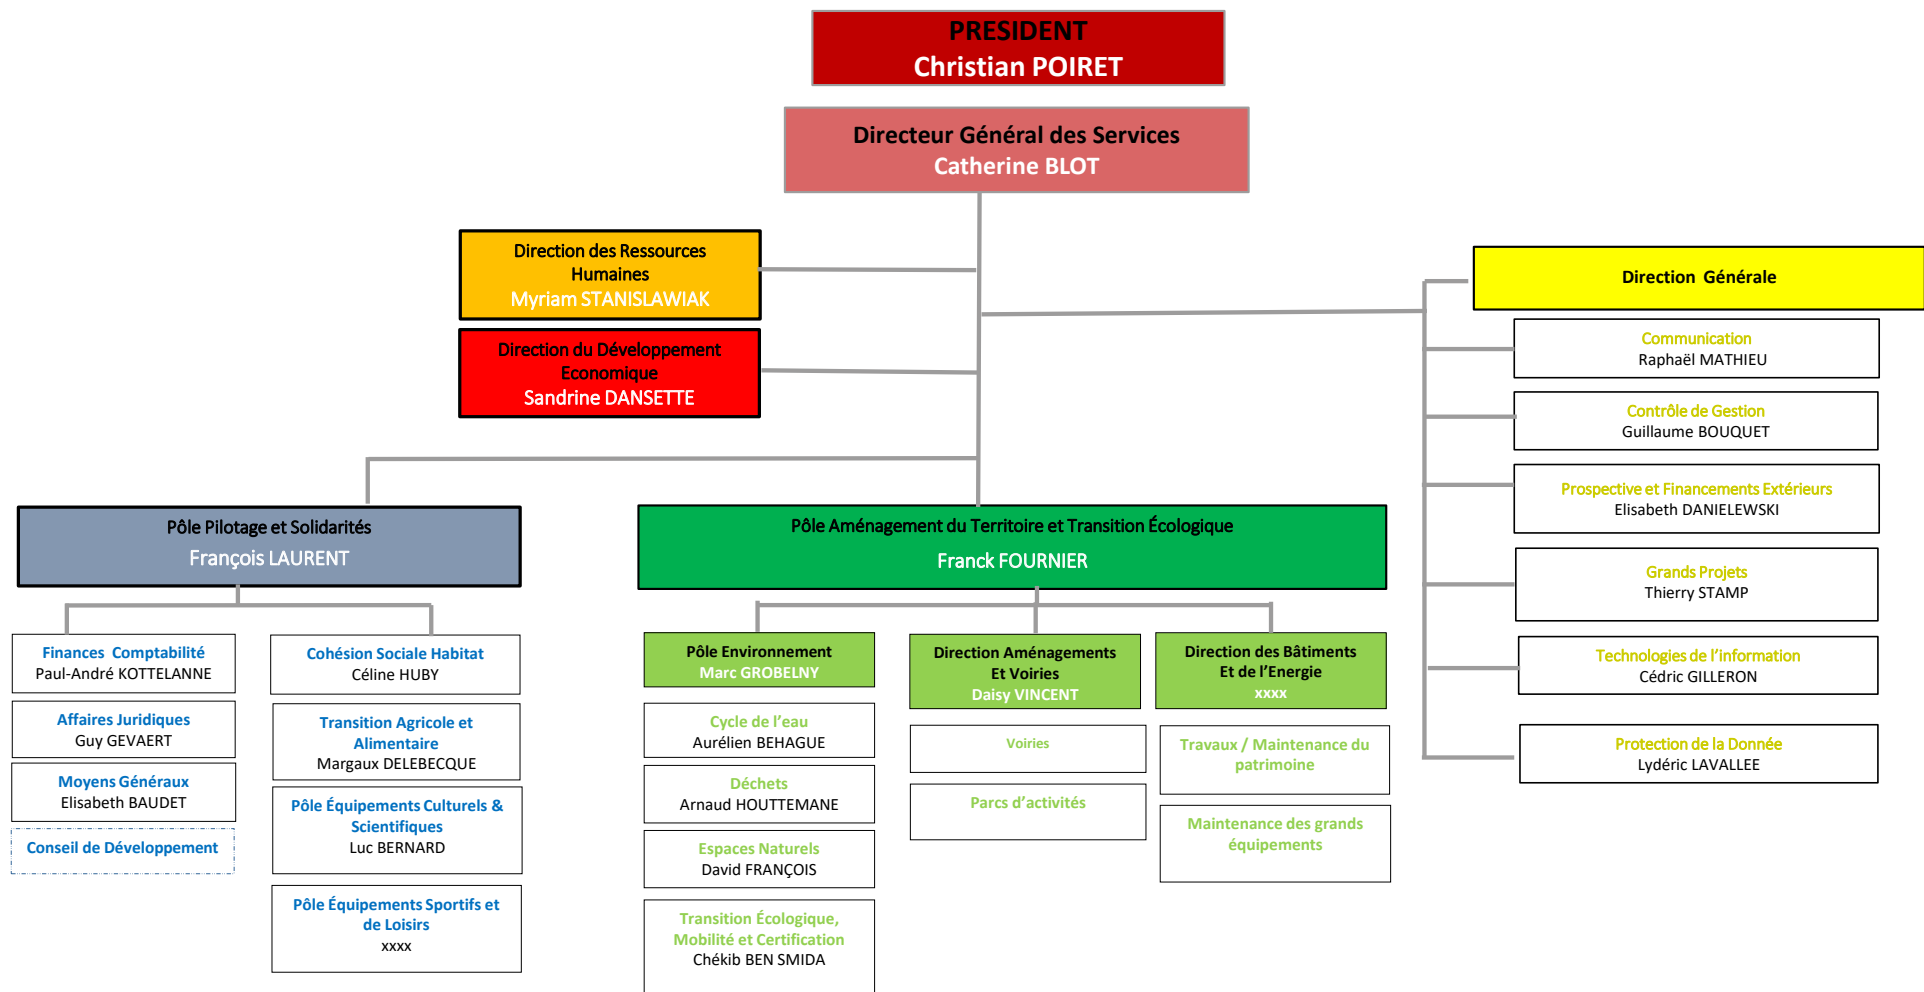 PRESIDENT
Christian POIRET
Directeur Général des Services
Catherine BLOT
Direction des Ressources
Humaines
Myriam STANISLAWIAK
Direction du Développement
Economique
Sandrine DANSETTE
Direction Générale
Communication
Raphaël MATHIEU
Contrôle de Gestion
Guillaume BOUQUET
Prospective et Financements Extérieurs
Elisabeth DANIELEWSKI
Grands Projets
Thierry STAMP
Technologies de l'information
Cédric GILLERON
Protection de la Donnée
Lydéric LAVALLEE
Pôle Pilotage et Solidarités
François LAURENT
Finances Comptabilité
Paul-André KOTTELANNE
Affaires Juridiques
Guy GEVAERT
Moyens Généraux
Elisabeth BAUDET
Conseil de Développement
Cohésion Sociale Habitat
Céline HUBY
Transition Agricole et
Alimentaire
Margaux DELEBECQUE
Pôle Équipements Culturels &
Scientifiques
Luc BERNARD
Pôle Équipements Sportifs et
de Loisirs
xxxx
Pôle Aménagement du Territoire et Transition Écologique
Franck FOURNIER
Pôle Environnement
Marc GROBELNY
Cycle de l'eau
Aurélien BEHAGUE
Déchets
Arnaud HOUTTEMANE
Espaces Naturels
David FRANÇOIS
Transition Écologique,
Mobilité et Certification
Chékib BEN SMIDA
Direction Aménagements
Et Voiries
Daisy VINCENT
Voiries
Parcs d'activités
Direction des Bâtiments
Et de l'Energie
xxxx
Travaux / Maintenance du
patrimoine
Maintenance des grands
équipements